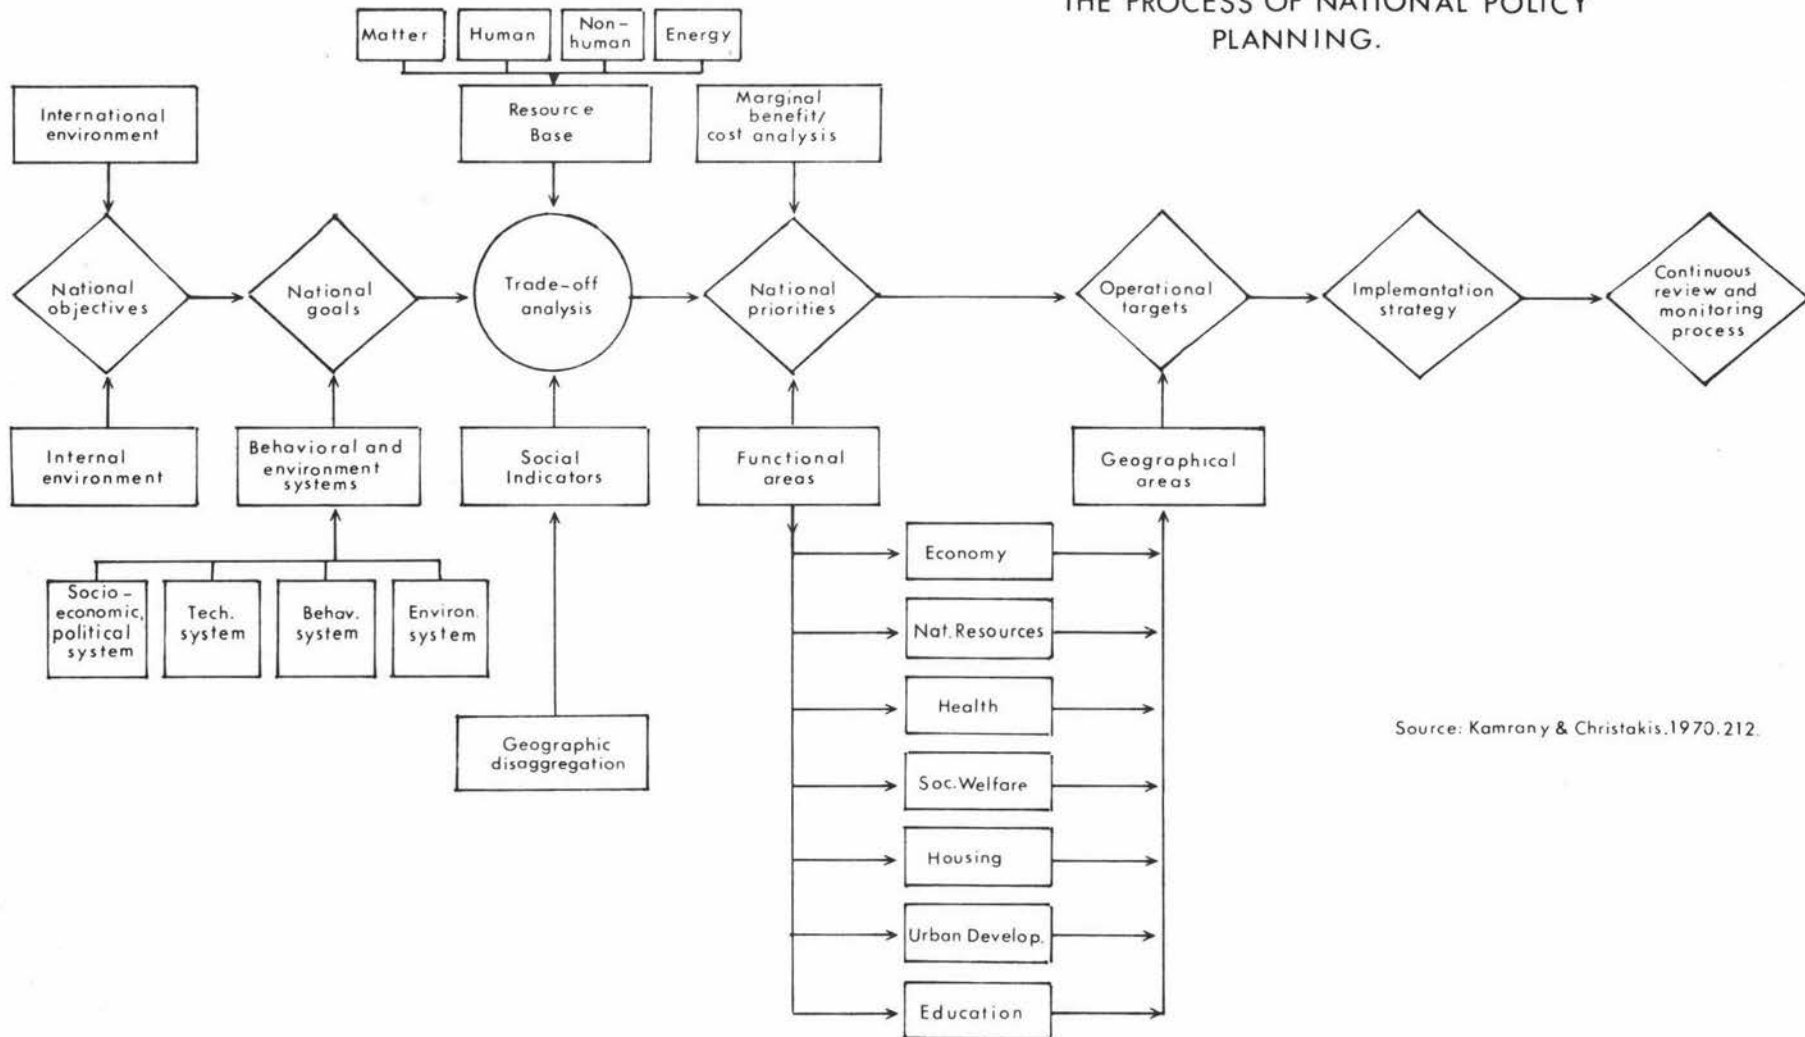 THE PROCESS OF NATIONAL POLICY
PLANNING.
Matter
Human
Non-
human
Energy
International
environment
Resource
Base
Marginal
benefit/
cost analysis
National
objectives
National
goals
Trade-off
analysis
National
priorities
Operational
targets
Implemantation
strategy
Continuous
review and
monitoring
process
Internal
environment
Behavioral and
environment
systems
Social
Indicators
Functional
areas
Geographical
areas
Socio-
economic,
political
system
Tech.
system
Behav.
system
Environ.
system
Geographic
disaggregation
Economy
Nat. Resources
Health
Soc. Welfare
Housing
Urban Develop.
Education
Source: Kamrany & Christakis.1970.212.